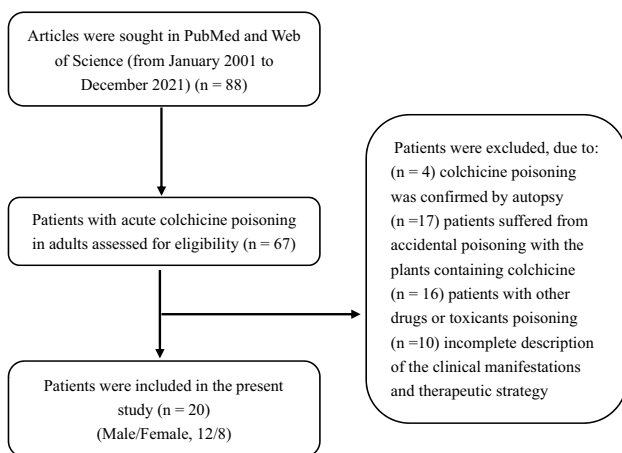 Articles were sought in PubMed and Web
of Science (from January 2001 to
December 2021) (n = 88)
Patients with acute colchicine poisoning
in adults assessed for eligibility (n = 67)
Patients were excluded, due to:
(n = 4) colchicine poisoning
was confirmed by autopsy
(n =17) patients suffered from
accidental poisoning with the
plants containing colchicine
(n = 16) patients with other
drugs or toxicants poisoning
(n =10) incomplete description
of the clinical manifestations
and therapeutic strategy
Patients were included in the present
study (n = 20)
(Male/Female, 12/8)